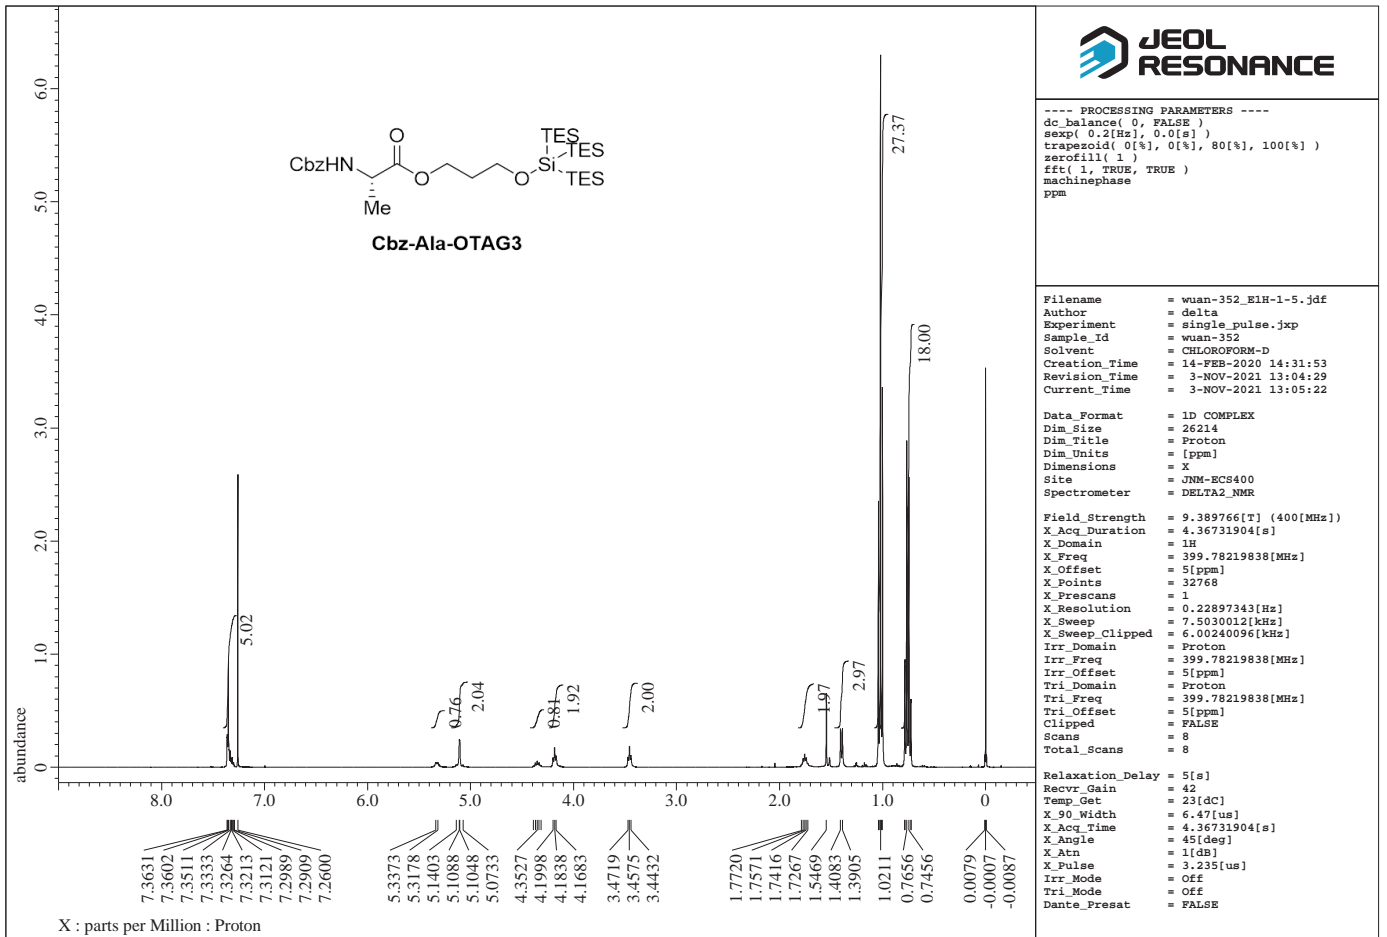 JEOL
RESONANCE
---- PROCESSING PARAMETERS ----
dc_balance( 0, FALSE )
sexp( 0.2[Hz], 0.0[s] )
trapezoid( 0[%], 0[%], 80[%], 100[%] )
zerofill( 1 )
fft( 1, TRUE, TRUE )
machinephase
ppm
Filename = wuan-352_E1H-1-5.jdf
Author = delta
Experiment = single_pulse.jxp
Sample_Id = wuan-352
Solvent = CHLOROFORM-D
Creation_Time = 14-FEB-2020 14:31:53
Revision_Time = 3-NOV-2021 13:04:29
Current_Time = 3-NOV-2021 13:05:22
Data_Format = 1D COMPLEX
Dim_Size = 26214
Dim_Title = Proton
Dim_Units = [ppm]
Dimensions = X
Site = JNM-ECS400
Spectrometer = DELTA2_NMR
Field_Strength = 9.389766[T] (400[MHz])
X_Acq_Duration = 4.36731904[s]
X_Domain = 1H
X_Freq = 399.78219838[MHz]
X_Offset = 5[ppm]
X_Points = 32768
X_Prescans = 1
X_Resolution = 0.22897343[Hz]
X_Sweep = 7.5030012[kHz]
X_Sweep_Clipped = 6.00240096[kHz]
Irr_Domain = Proton
Irr_Freq = 399.78219838[MHz]
Irr_Offset = 5[ppm]
Tri_Domain = Proton
Tri_Freq = 399.78219838[MHz]
Tri_Offset = 5[ppm]
Clipped = FALSE
Scans = 8
Total_Scans = 8
Relaxation_Delay = 5[s]
Recvr_Gain = 42
Temp_Get = 23[dC]
X_90_Width = 6.47[us]
X_Acq_Time = 4.36731904[s]
X_Angle = 45[deg]
X_Atn = 1[dB]
X_Pulse = 3.235[us]
Irr_Mode = Off
Tri_Mode = Off
Dante_Presat = FALSE
abundance
6.0
5.0
4.0
3.0
2.0
1.0
0
O
CbzHN
Me
O
O
Si
TES
TES
TES
Cbz-Ala-OTAG3
5.02
0.76
2.04
0.81
1.92
2.00
1.97
2.97
27.37
18.00
8.0 7.0 6.0 5.0 4.0 3.0 2.0 1.0 0
7.3631
7.3602
7.3511
7.3333
7.3264
7.3213
7.3121
7.2989
7.2909
7.2600
5.3373
5.3178
5.1403
5.1088
5.1048
5.0733
4.3527
4.1998
4.1838
4.1683
3.4719
3.4575
3.4432
1.7720
1.7571
1.7416
1.7267
1.5469
1.4083
1.3905
1.0211
0.7656
0.7456
0.0079
-0.0007
-0.0087
X : parts per Million : Proton